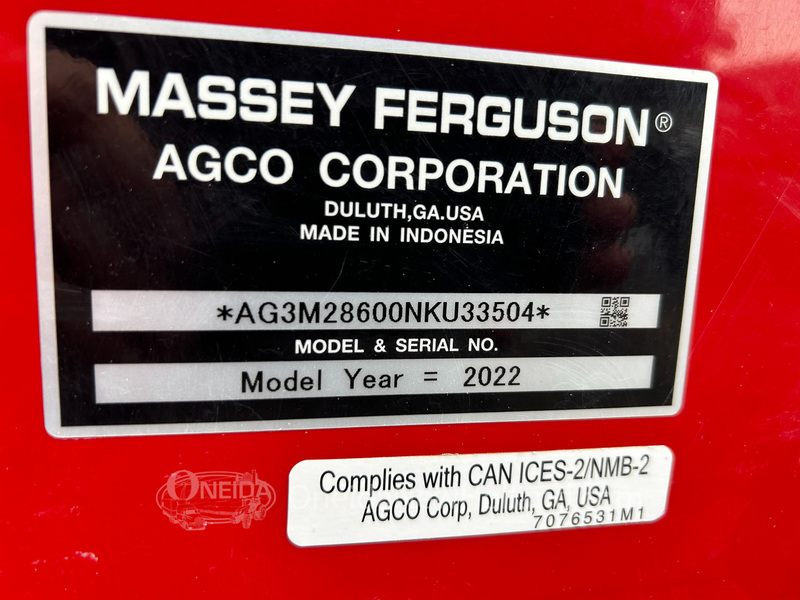 MASSEY FERGUSON®
AGCO CORPORATION
DULUTH,GA.USA
MADE IN INDONESIA
*AG3M28600NKU33504*
MODEL & SERIAL NO.
Model Year = 2022
Complies with CAN ICES-2/NMB-2
AGCO Corp, Duluth, GA, USA
7076531M1
ONEIDA